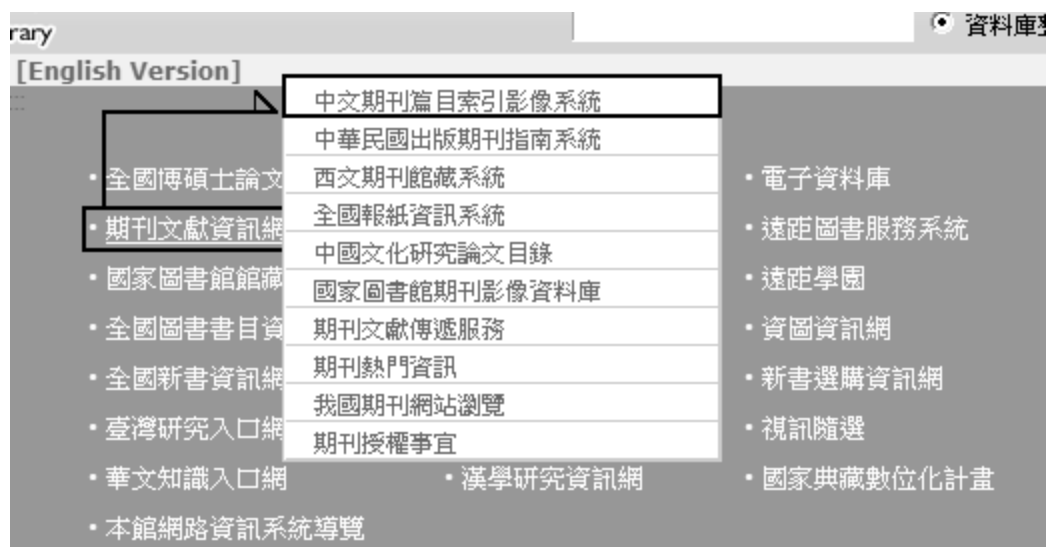 rary
資料庫
[English Version]
中文期刊篇目索引影像系統
中華民國出版期刊指南系統
西文期刊館藏系統
全國報紙資訊系統
中國文化研究論文目錄
國家圖書館期刊影像資料庫
期刊文獻傳遞服務
期刊熱門資訊
我國期刊網站瀏覽
期刊授權事宜
全國博碩士論文
期刊文獻資訊網
國家圖書館館藏
全國圖書書目資
全國新書資訊網
臺灣研究入口網
華文知識入口網
本館網路資訊系統導覽
漢學研究資訊網
電子資料庫
遠距圖書服務系統
遠距學園
資圖資訊網
新書選購資訊網
視訊隨選
國家典藏數位化計畫